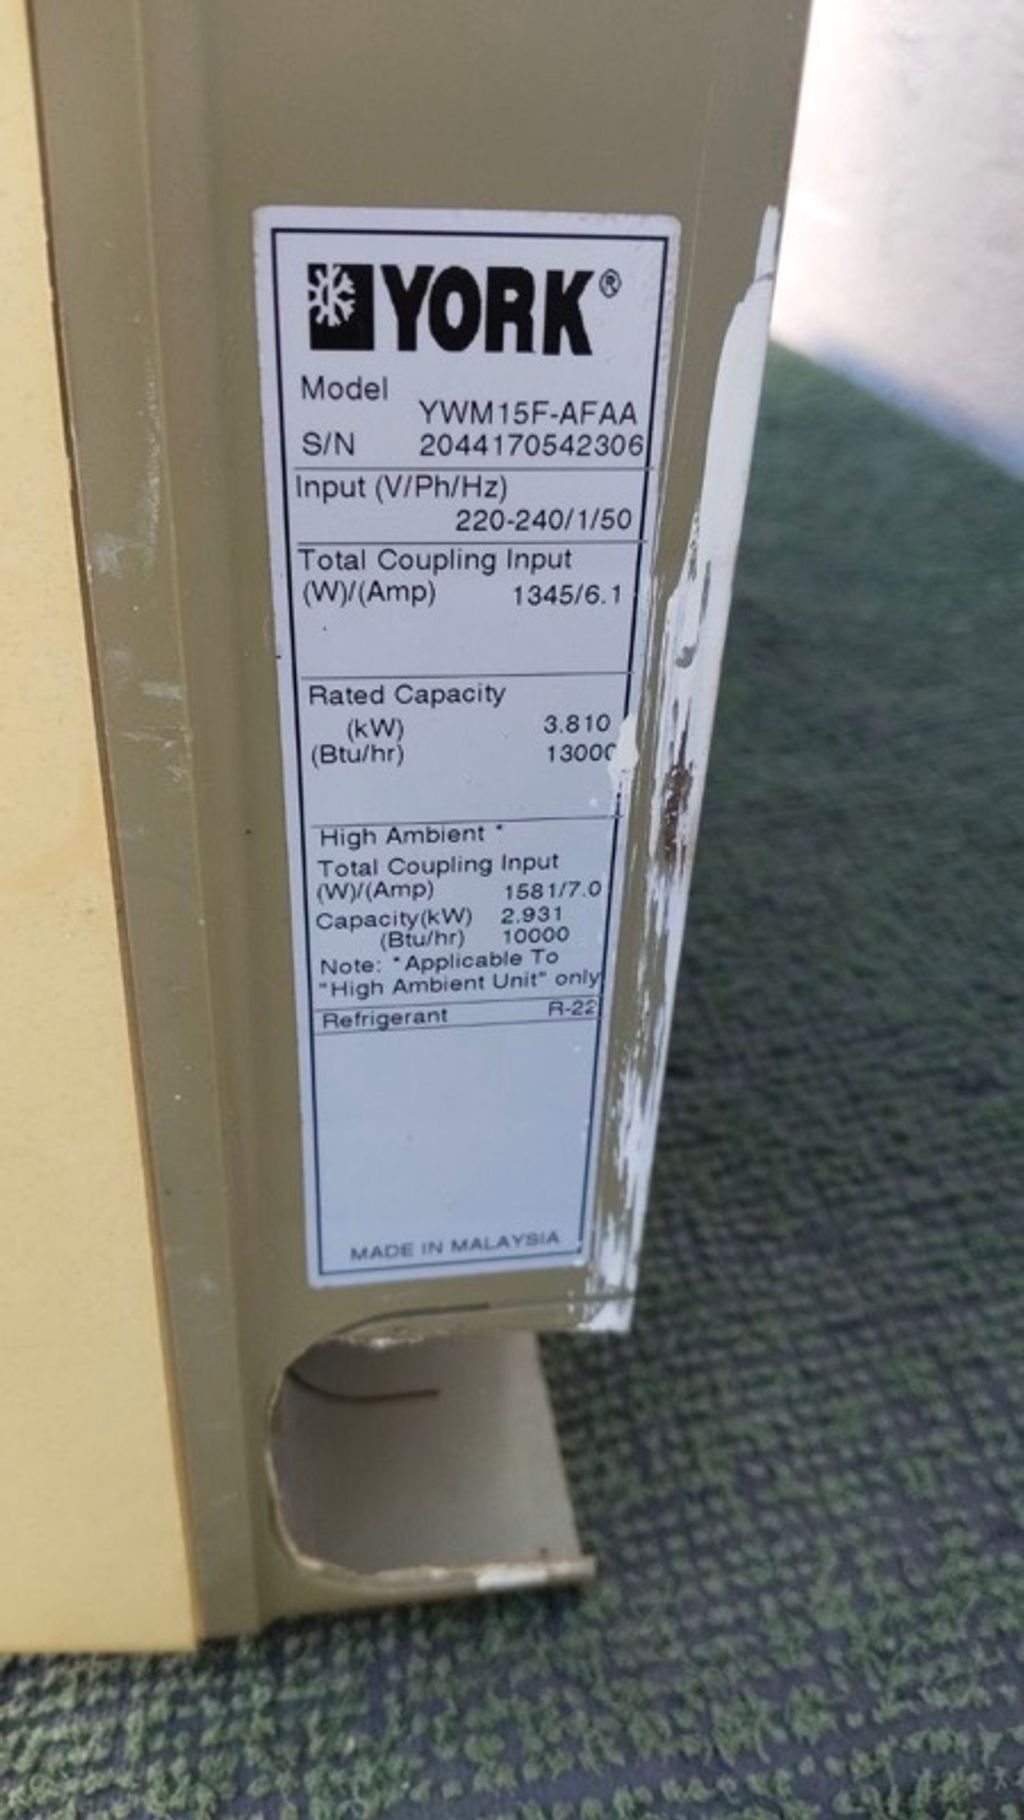 YORK®
Model
YWM15F-AFAA
S/N 2044170542306
Input (V/Ph/Hz)
220-240/1/50
Total Coupling Input
(W)/(Amp) 1345/6.1
Rated Capacity
(kW) 3.810
(Btu/hr) 13000
High Ambient *
Total Coupling Input
(W)/(Amp) 1581/7.0
Capacity(kW) 2.931
(Btu/hr) 10000
Note: *Applicable To
"High Ambient Unit" only
Refrigerant R-22
MADE IN MALAYSIA